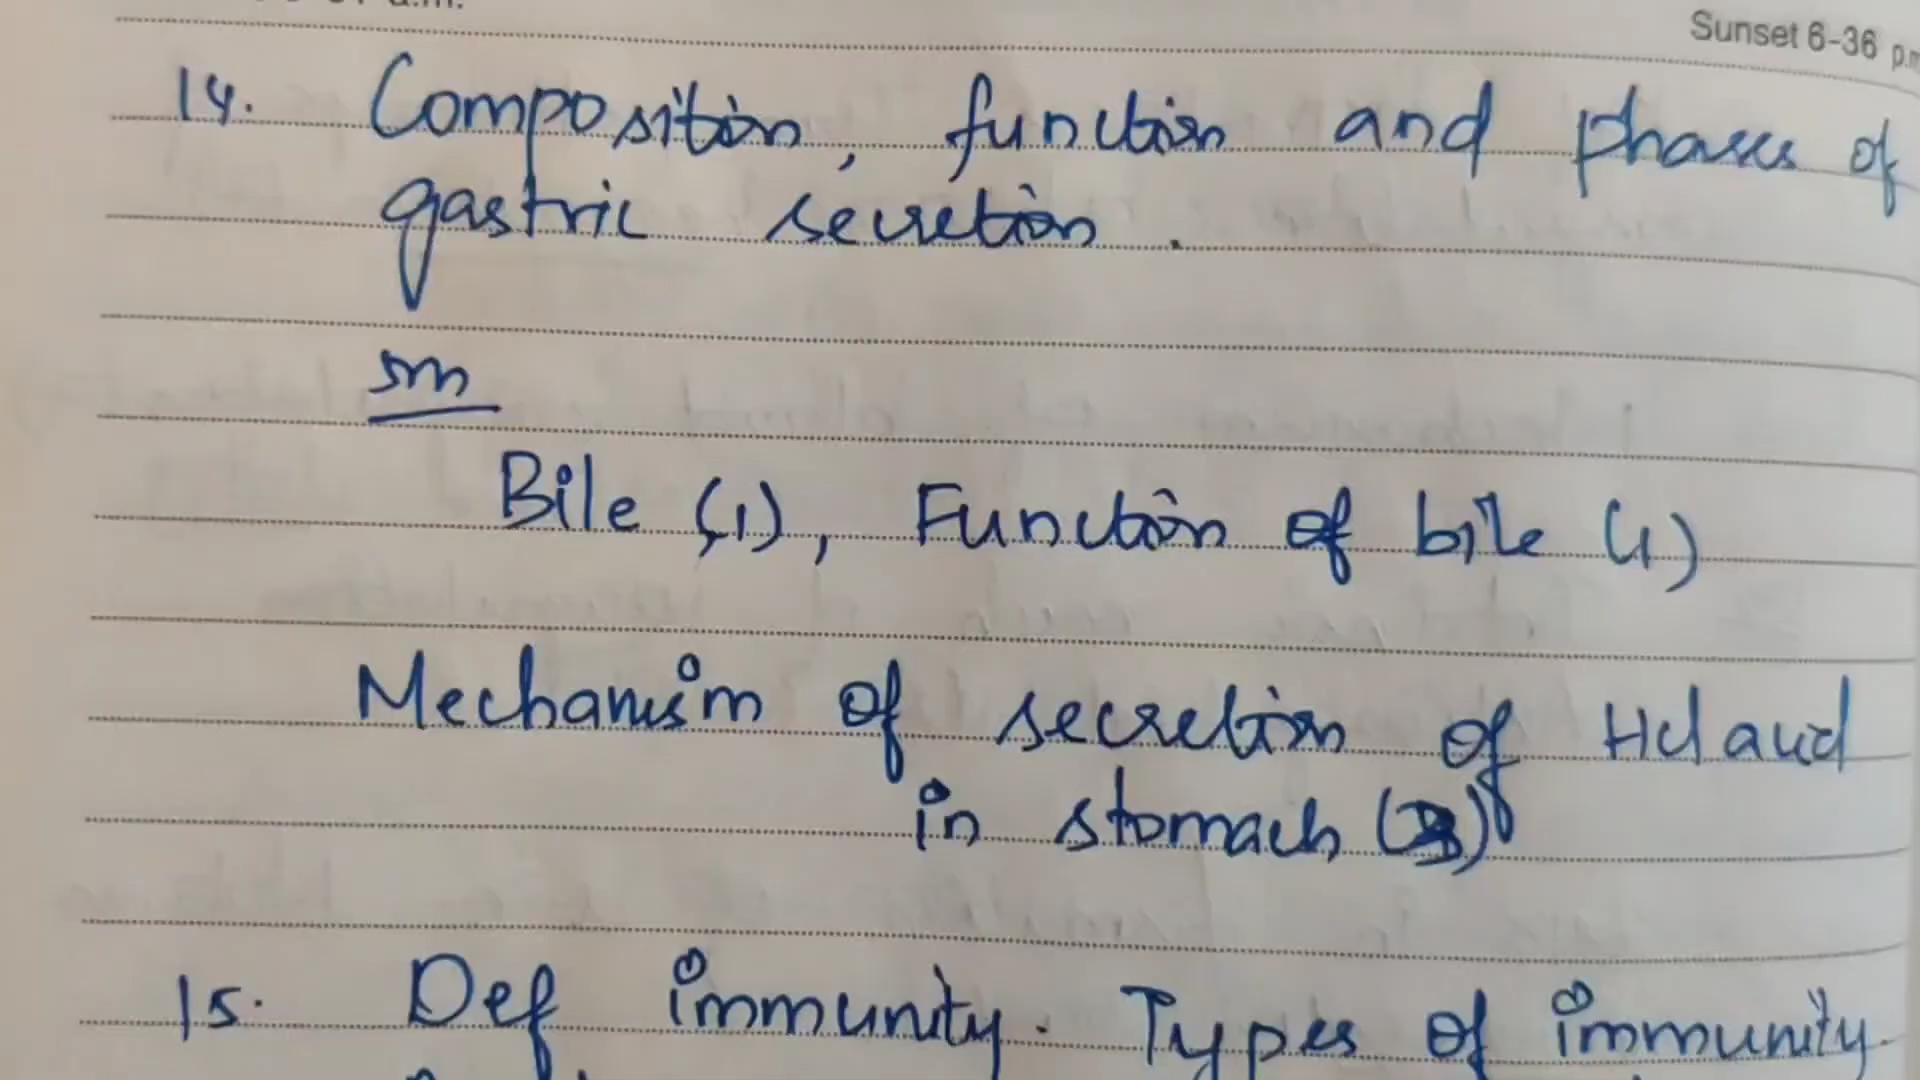 Sunset 6-36 p.m
14. Composition, function and phases of
gastric secretion.
5m
Bile (1), Function of bile (1)
Mechanism of secretion of Hcl acid
in stomach
15. Def immunity. Types of immunity.